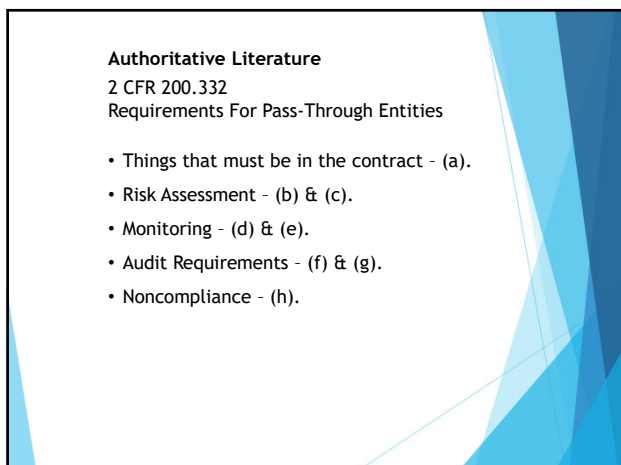 Authoritative Literature
2 CFR 200.332
Requirements For Pass-Through Entities
• Things that must be in the contract – (a).
• Risk Assessment – (b) & (c).
• Monitoring – (d) & (e).
• Audit Requirements – (f) & (g).
• Noncompliance – (h).